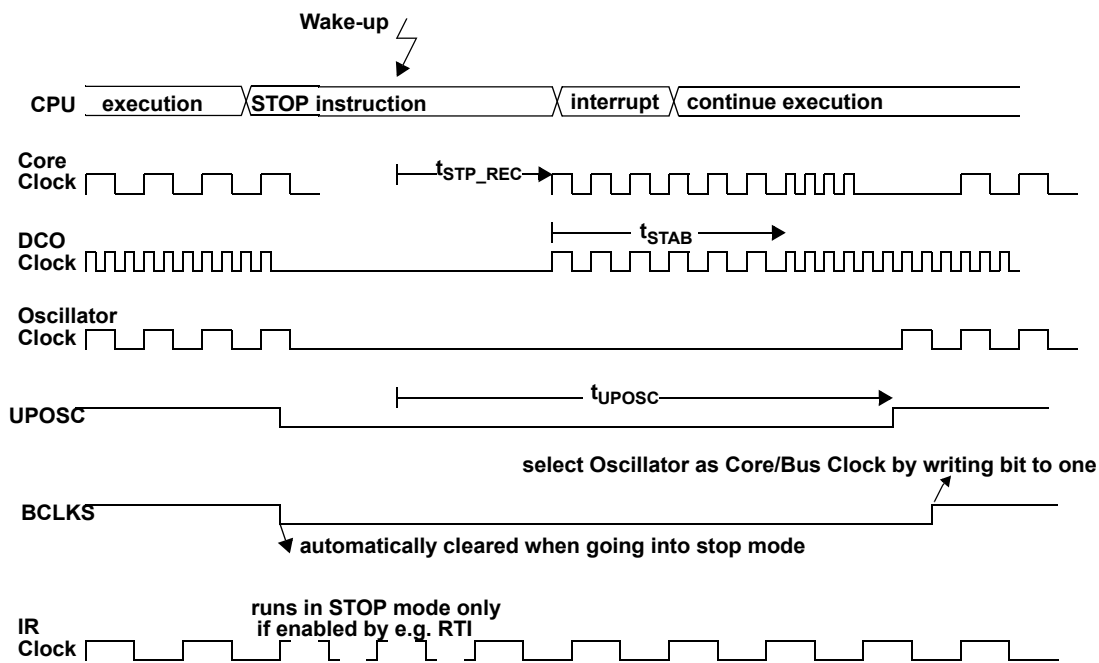 Wake-up
CPU execution STOP instruction interrupt continue execution
Core
Clock
tSTP_REC
DCO
Clock
tSTAB
Oscillator
Clock
UPOSC
tUPOSC
select Oscillator as Core/Bus Clock by writing bit to one
BCLKS
automatically cleared when going into stop mode
runs in STOP mode only
if enabled by e.g. RTI
IR
Clock